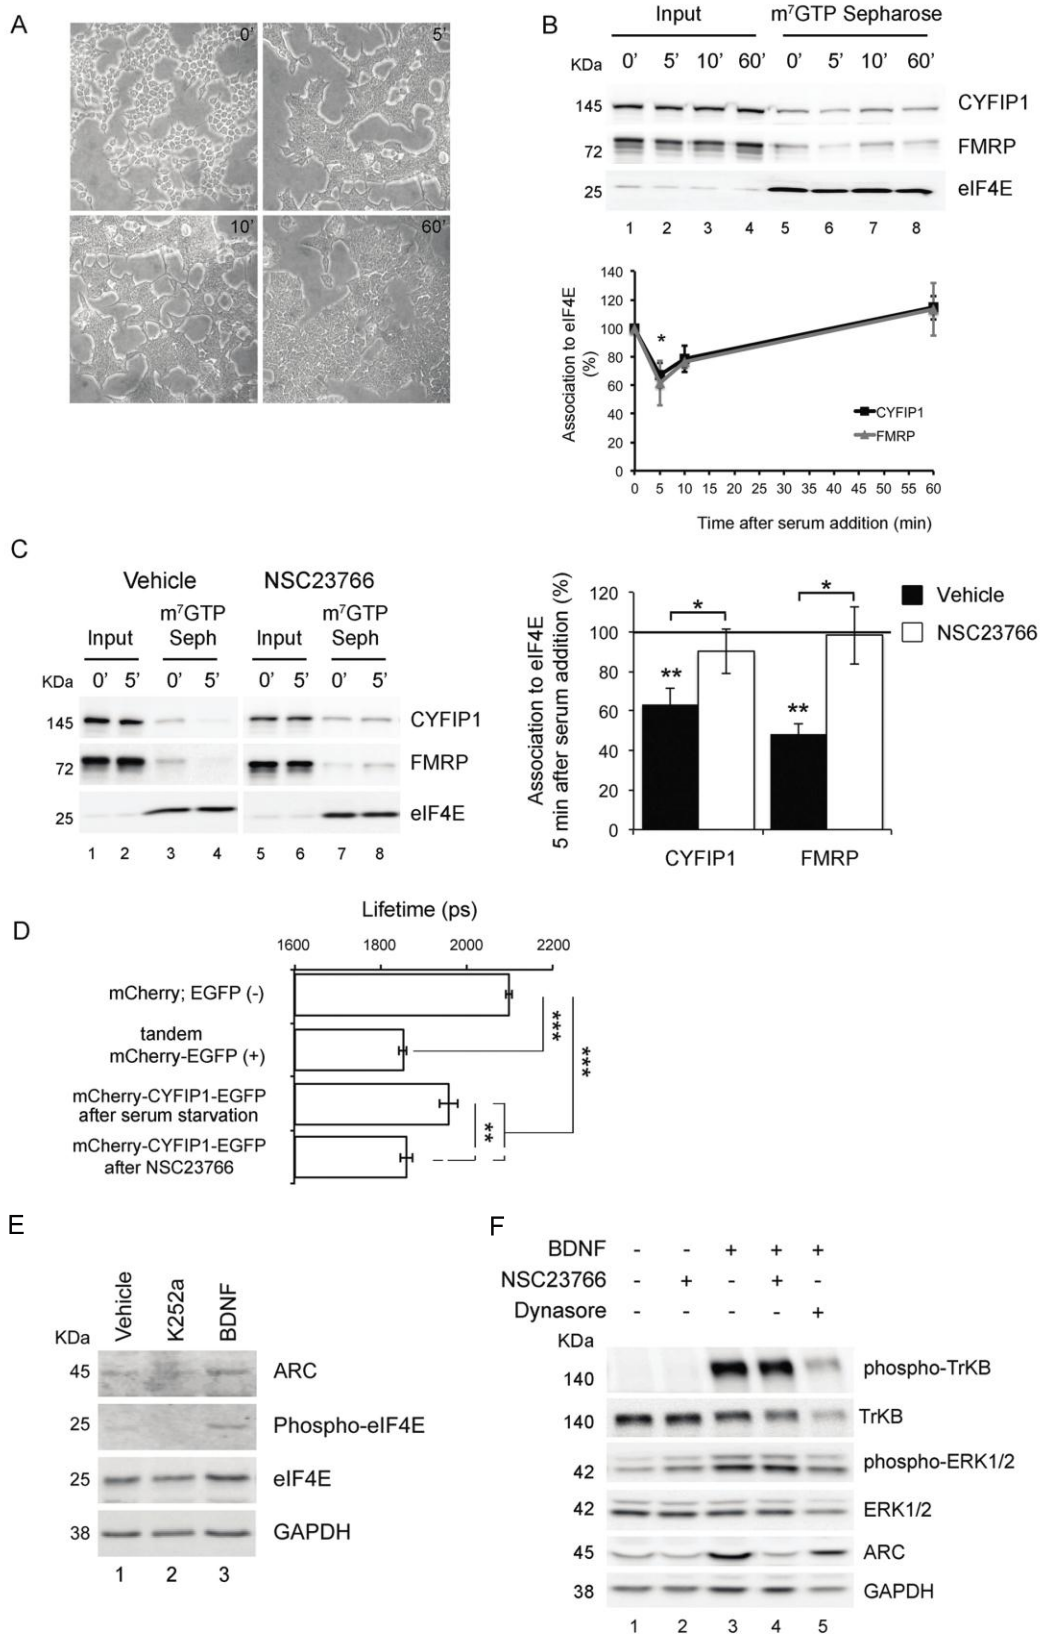 A
0'
5'
10'
60'
B
Input
m⁷GTP Sepharose
KDa
0'
5'
10'
60'
0'
5'
10'
60'
145
CYFIP1
72
FMRP
25
eIF4E
1
2
3
4
5
6
7
8
Association to eIF4E
(%)
140
120
100
80
60
40
20
0
*
CYFIP1
FMRP
0
5
10
15
20
25
30
35
40
45
50
55
60
Time after serum addition (min)
C
Vehicle
NSC23766
Input
m⁷GTP
Seph
Input
m⁷GTP
Seph
KDa
0'
5'
0'
5'
0'
5'
0'
5'
145
CYFIP1
72
FMRP
25
eIF4E
1
2
3
4
5
6
7
8
Association to eIF4E
5 min after serum addition (%)
120
100
80
60
40
20
0
**
*
**
*
CYFIP1
FMRP
Vehicle
NSC23766
D
Lifetime (ps)
1600
1800
2000
2200
mCherry; EGFP (-)
tandem
mCherry-EGFP (+)
mCherry-CYFIP1-EGFP
after serum starvation
mCherry-CYFIP1-EGFP
after NSC23766
***
***
**
E
Vehicle
K252a
BDNF
KDa
45
ARC
25
Phospho-eIF4E
25
eIF4E
38
GAPDH
1
2
3
F
BDNF - - + + +
NSC23766 - + - + -
Dynasore - - - - +
KDa
140
phospho-TrKB
140
TrKB
42
phospho-ERK1/2
42
ERK1/2
45
ARC
38
GAPDH
1
2
3
4
5